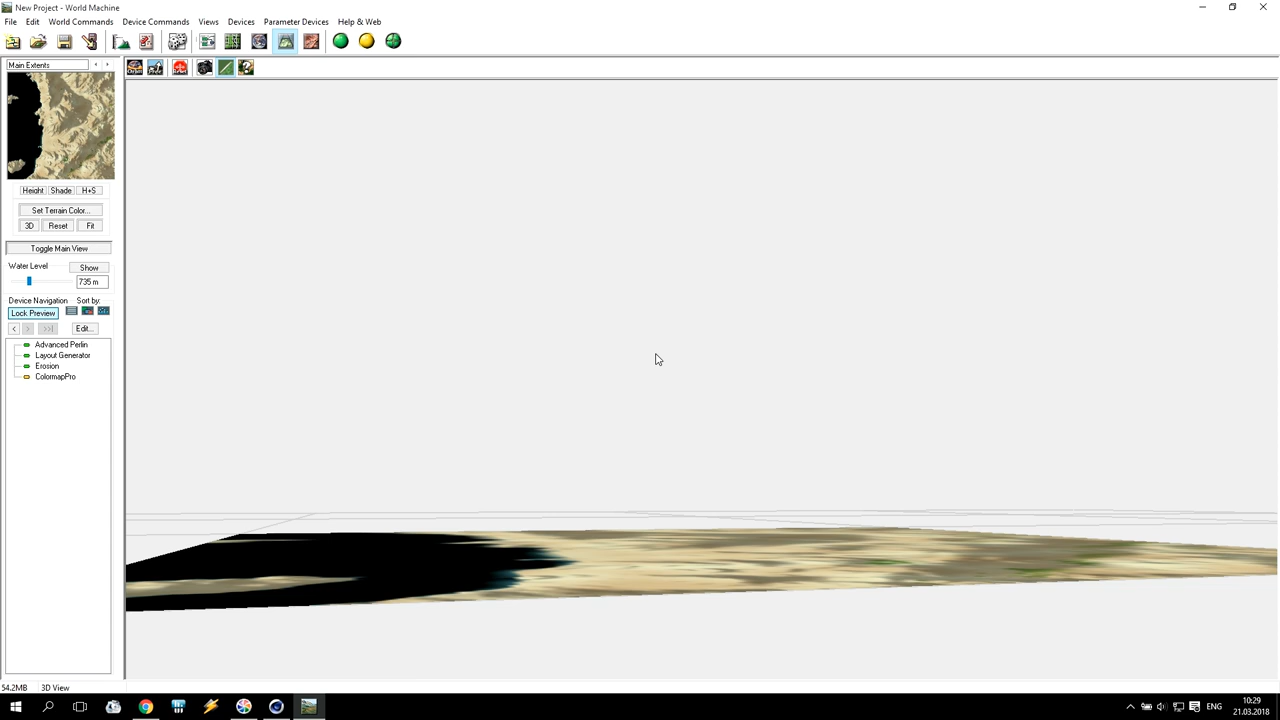 New Project - World Machine
File Edit World Commands Device Commands Views Devices Parameter Devices Help & Web
Main Extents
Height Shade H+S
Set Terrain Color...
3D Reset Fit
Toggle Main View
Water Level Show
735 m
Device Navigation Sort by:
Lock Preview
< > >>| Edit...
Advanced Perlin
Layout Generator
Erosion
ColormapPro
54.2MB 3D View
ENG
10:29
21.03.2018